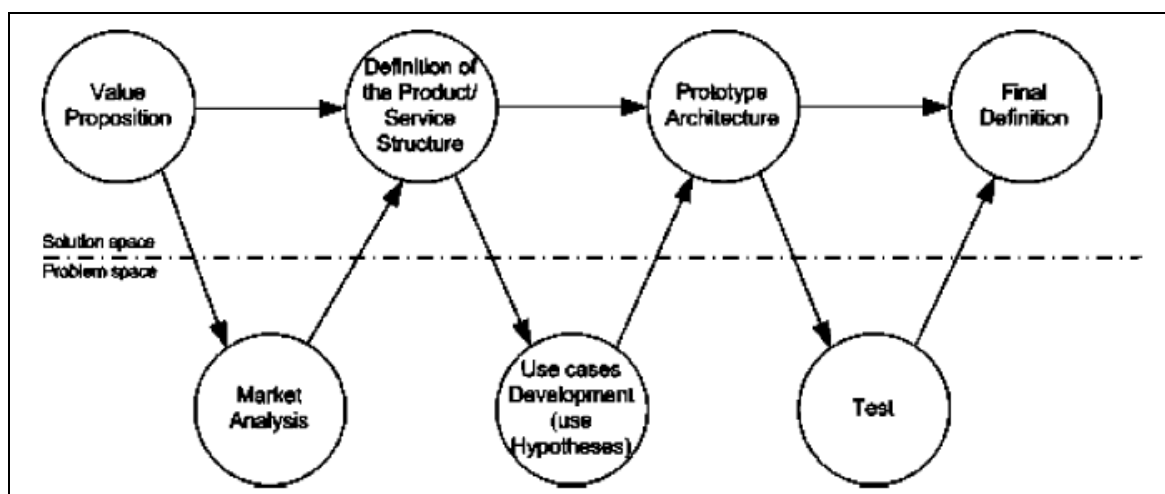 Value
Proposition
Definition of
the Product/
Service
Structure
Prototype
Architecture
Final
Definition
Solution space
Problem space
Market
Analysis
Use cases
Development
(use
Hypotheses)
Test